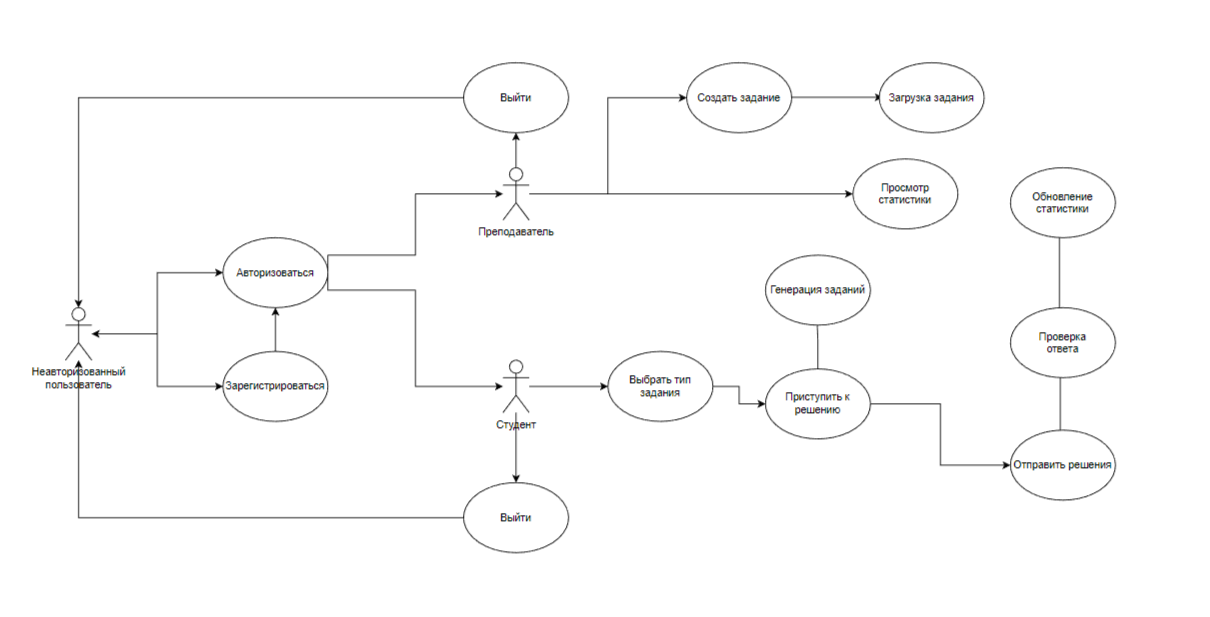 Выйти
Создать задание
Загрузка задания
Преподаватель
Просмотр
статистики
Обновление
статистики
Авторизоваться
Генерация заданий
Неавторизованный
пользователь
Зарегистрироваться
Студент
Выбрать тип
задания
Приступить к
решению
Проверка
ответа
Отправить решения
Выйти